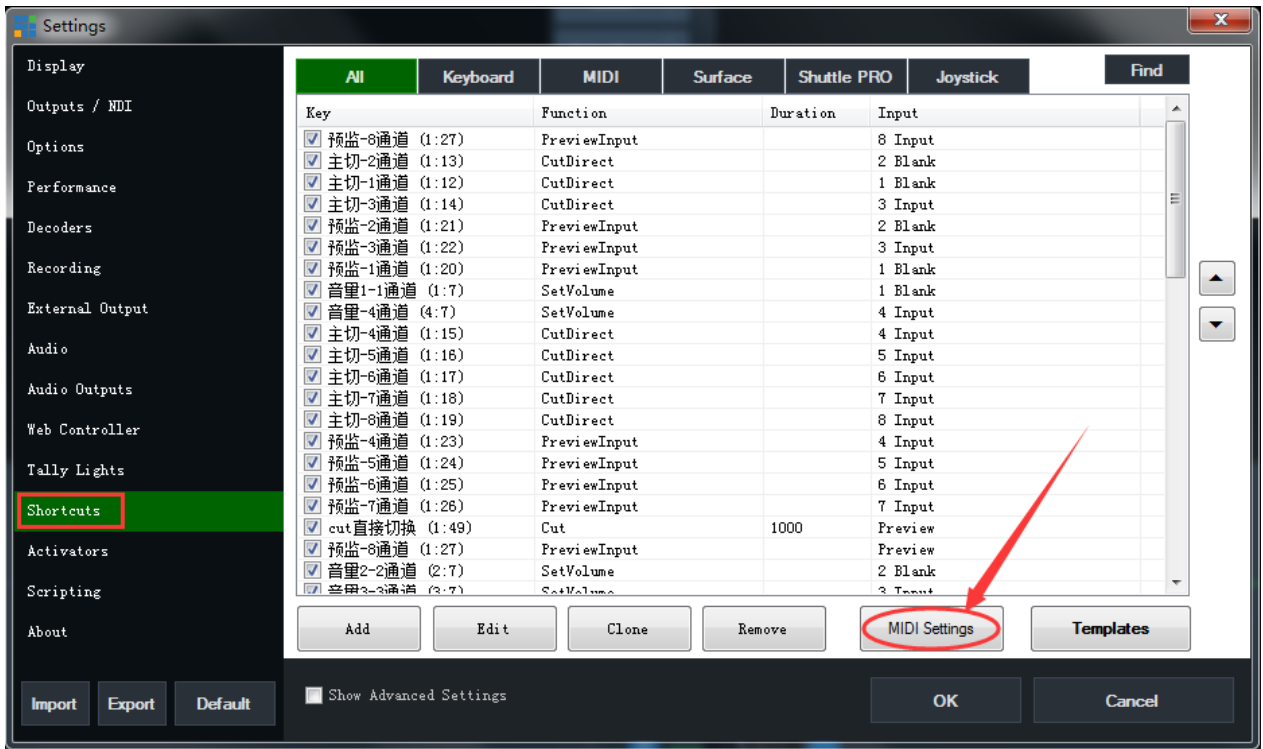 Settings
Display
Outputs / NDI
Options
Performance
Decoders
Recording
External Output
Audio
Audio Outputs
Web Controller
Tally Lights
Shortcuts
Activators
Scripting
About
Import Export Default
All Keyboard MIDI Surface Shuttle PRO Joystick Find
Key Function Duration Input
预监-8通道 (1:27) PreviewInput 8 Input
主切-2通道 (1:13) CutDirect 2 Blank
主切-1通道 (1:12) CutDirect 1 Blank
主切-3通道 (1:14) CutDirect 3 Input
预监-2通道 (1:21) PreviewInput 2 Blank
预监-3通道 (1:22) PreviewInput 3 Input
预监-1通道 (1:20) PreviewInput 1 Blank
音量1-1通道 (1:7) SetVolume 1 Blank
音量-4通道 (4:7) SetVolume 4 Input
主切-4通道 (1:15) CutDirect 4 Input
主切-5通道 (1:16) CutDirect 5 Input
主切-6通道 (1:17) CutDirect 6 Input
主切-7通道 (1:18) CutDirect 7 Input
主切-8通道 (1:19) CutDirect 8 Input
预监-4通道 (1:23) PreviewInput 4 Input
预监-5通道 (1:24) PreviewInput 5 Input
预监-6通道 (1:25) PreviewInput 6 Input
预监-7通道 (1:26) PreviewInput 7 Input
cut直接切换 (1:49) Cut 1000 Preview
预监-8通道 (1:27) PreviewInput Preview
音量2-2通道 (2:7) SetVolume 2 Blank
音量3-3通道 (3:7) SetVolume 3 Input
Add Edit Clone Remove MIDI Settings Templates
Show Advanced Settings OK Cancel